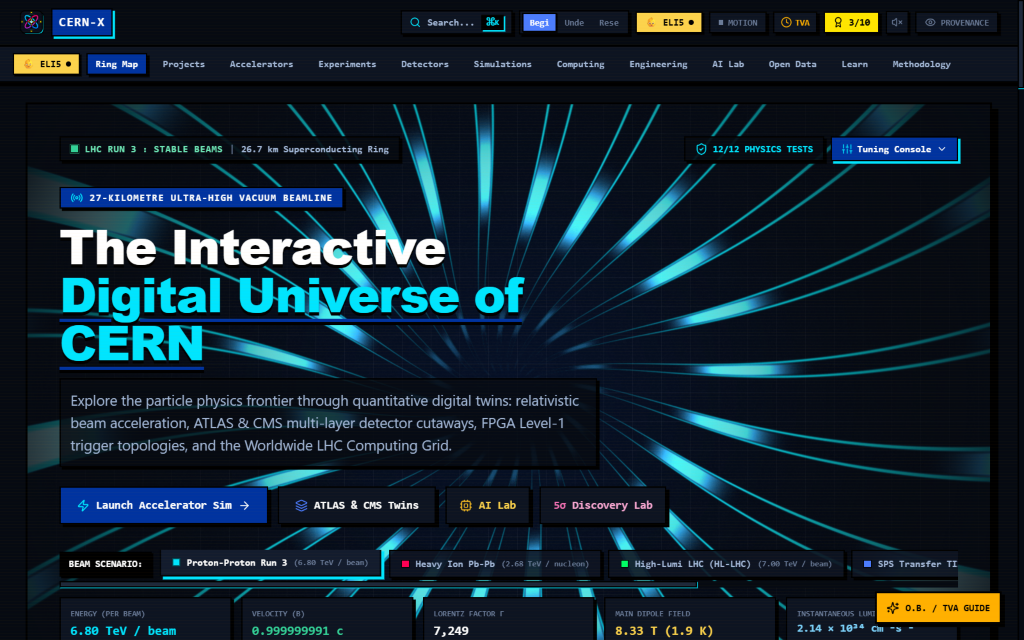 CERN-X
Search... ⌘K
Begi Unde Rese
ELI5
MOTION
TVA
3/10
PROVENANCE
ELI5
Ring Map
Projects
Accelerators
Experiments
Detectors
Simulations
Computing
Engineering
AI Lab
Open Data
Learn
Methodology
LHC RUN 3 : STABLE BEAMS | 26.7 km Superconducting Ring
12/12 PHYSICS TESTS
Tuning Console
27-KILOMETRE ULTRA-HIGH VACUUM BEAMLINE
The Interactive
Digital Universe of
CERN
Explore the particle physics frontier through quantitative digital twins: relativistic
beam acceleration, ATLAS & CMS multi-layer detector cutaways, FPGA Level-1
trigger topologies, and the Worldwide LHC Computing Grid.
Launch Accelerator Sim →
ATLAS & CMS Twins
AI Lab
5σ Discovery Lab
BEAM SCENARIO:
Proton-Proton Run 3 (6.80 TeV / beam)
Heavy Ion Pb-Pb (2.68 TeV / nucleon)
High-Lumi LHC (HL-LHC) (7.00 TeV / beam)
SPS Transfer TI
ENERGY (PER BEAM)
6.80 TeV / beam
VELOCITY (Β)
0.999999991 c
LORENTZ FACTOR Γ
7,249
MAIN DIPOLE FIELD
8.33 T (1.9 K)
INSTANTANEOUS
2.14 × 10³⁴
O.B. / TVA GUIDE